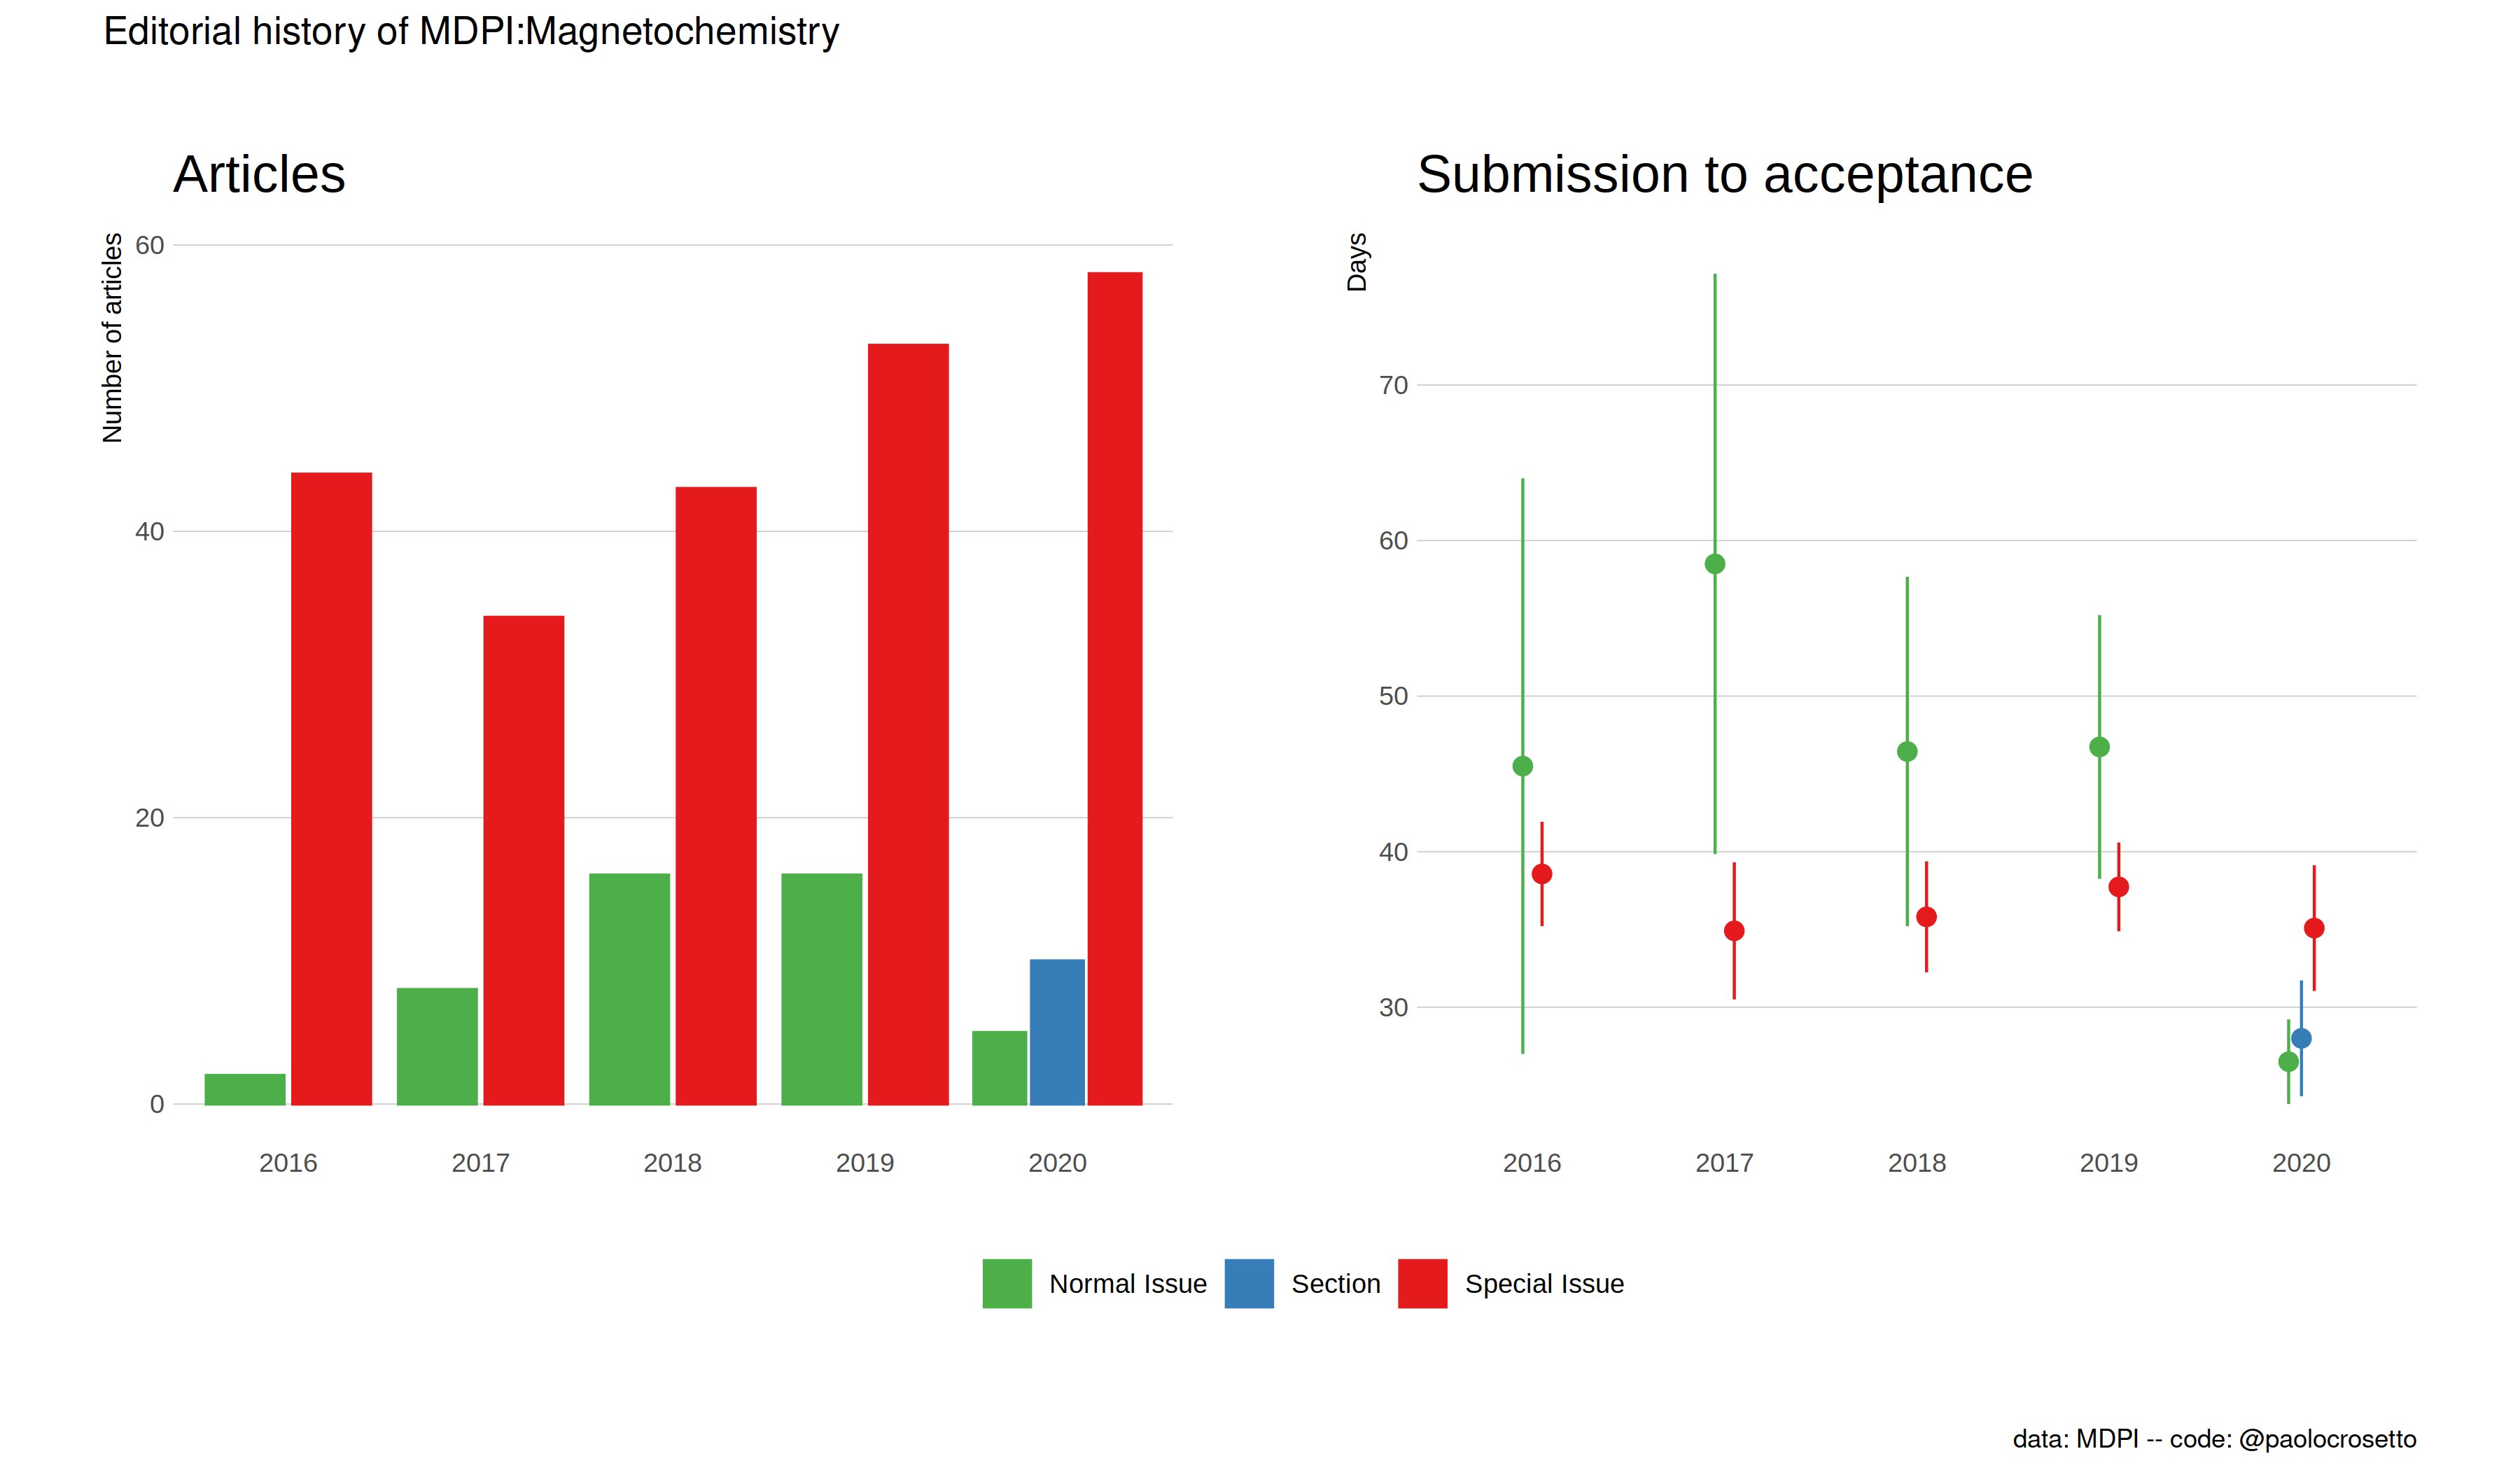 Editorial history of MDPI:Magnetochemistry
Articles
Number of articles
60
40
20
0
2016 2017 2018 2019 2020
Submission to acceptance
Days
70
60
50
40
30
2016 2017 2018 2019 2020
Normal Issue Section Special Issue
data: MDPI -- code: @paolocrosetto